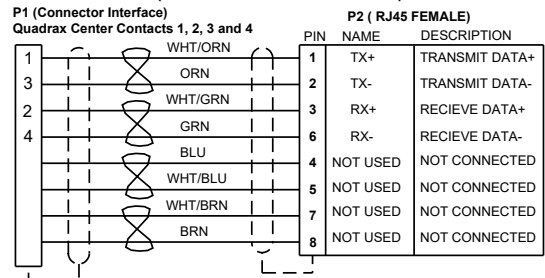 P1 (Connector Interface)
Quadrax Center Contacts 1, 2, 3 and 4
P2 ( RJ45 FEMALE)
PIN NAME DESCRIPTION
1 WHT/ORN 1 TX+ TRANSMIT DATA+
3 ORN 2 TX- TRANSMIT DATA-
2 WHT/GRN 3 RX+ RECIEVE DATA+
4 GRN 6 RX- RECIEVE DATA-
BLU 4 NOT USED NOT CONNECTED
WHT/BLU 5 NOT USED NOT CONNECTED
WHT/BRN 7 NOT USED NOT CONNECTED
BRN 8 NOT USED NOT CONNECTED